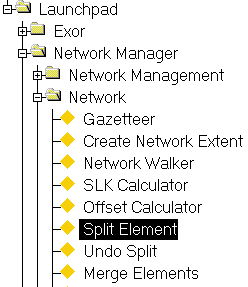 Launchpad
Exor
Network Manager
Network Management
Network
Gazetteer
Create Network Extent
Network Walker
SLK Calculator
Offset Calculator
Split Element
Undo Split
Merge Elements